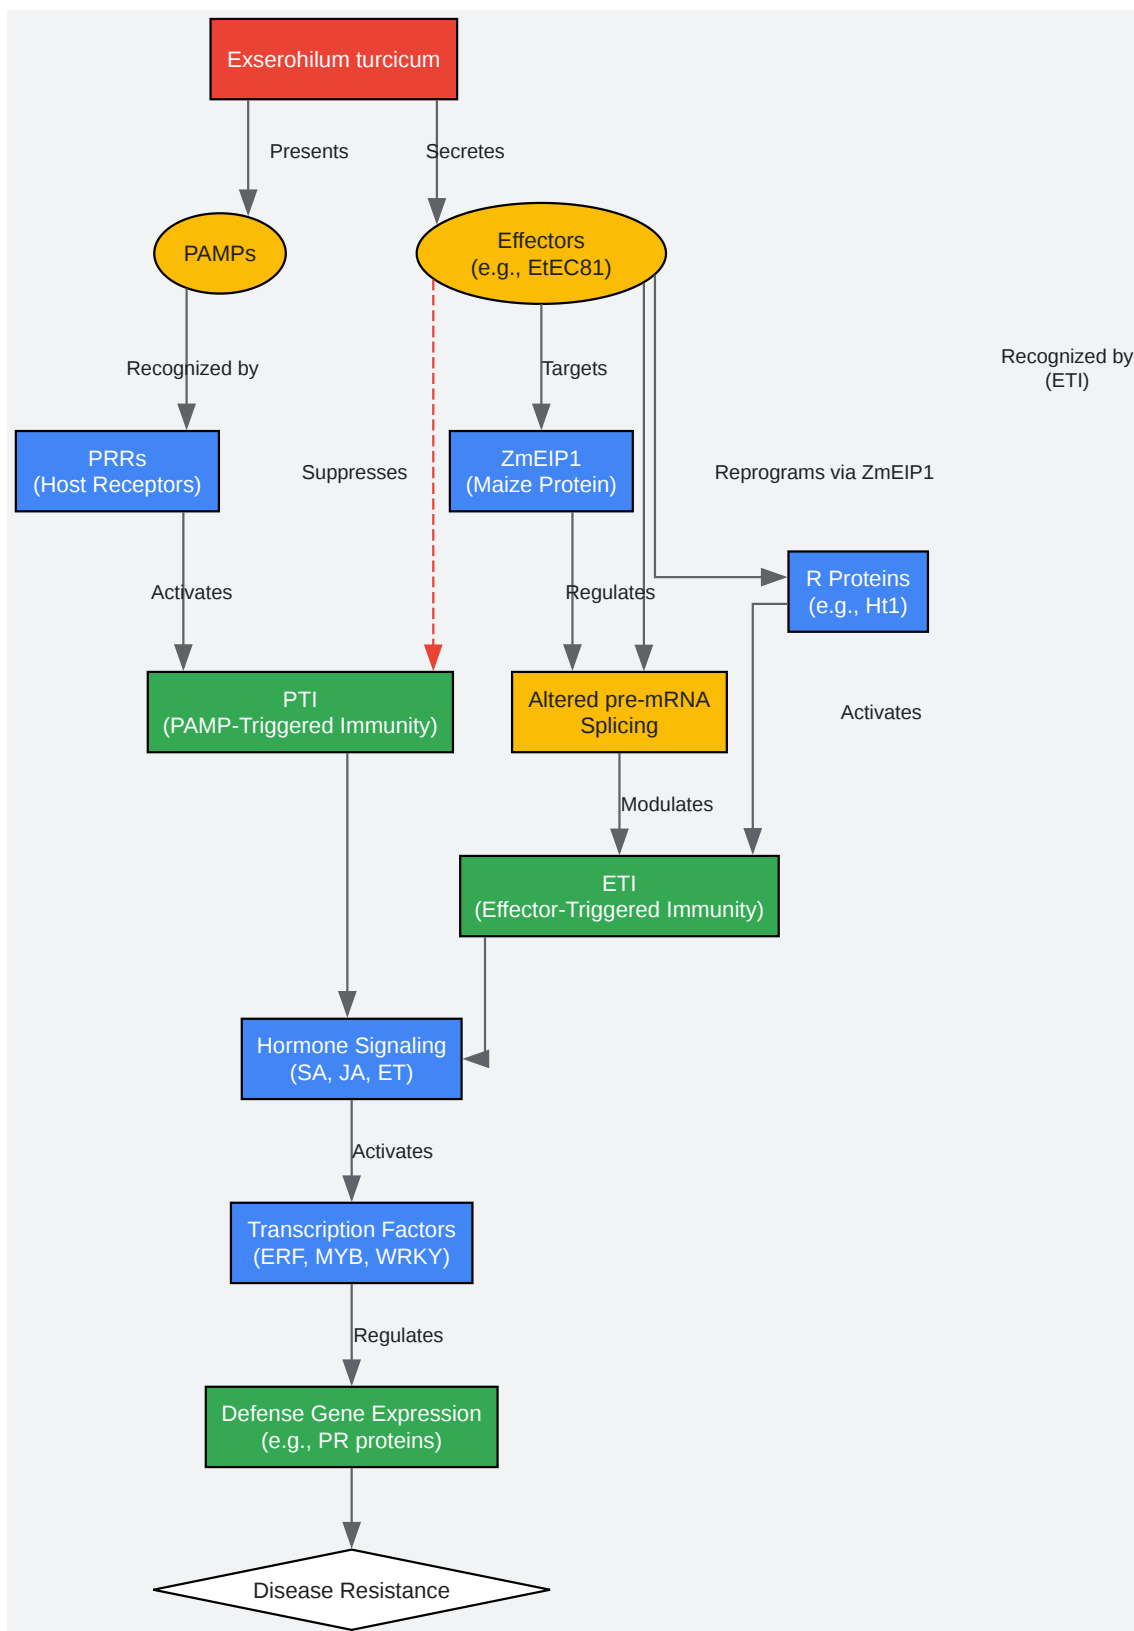 Exserohilum turcicum
Presents
Secretes
PAMPs
Effectors
(e.g., EtEC81)
Recognized by
Targets
Recognized by
(ETI)
PRRs
(Host Receptors)
Suppresses
ZmEIP1
(Maize Protein)
Reprograms via ZmEIP1
Activates
Regulates
R Proteins
(e.g., Ht1)
PTI
(PAMP-Triggered Immunity)
Altered pre-mRNA
Splicing
Activates
Modulates
ETI
(Effector-Triggered Immunity)
Hormone Signaling
(SA, JA, ET)
Activates
Transcription Factors
(ERF, MYB, WRKY)
Regulates
Defense Gene Expression
(e.g., PR proteins)
Disease Resistance